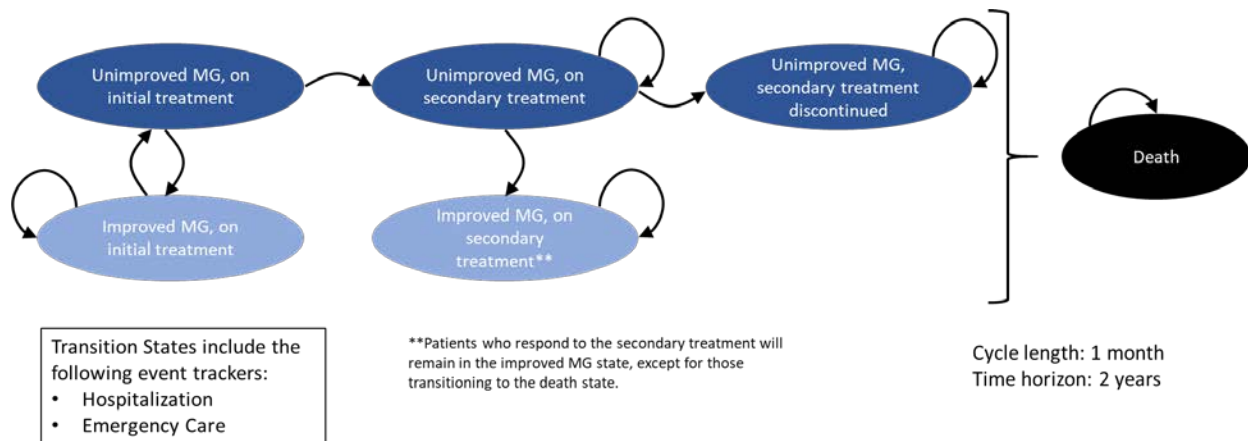 Unimproved MG, on
initial treatment
Unimproved MG, on
secondary treatment
Unimproved MG,
secondary treatment
discontinued
Death
Improved MG, on
initial treatment
Improved MG, on
secondary
treatment**
Transition States include the
following event trackers:
• Hospitalization
• Emergency Care
**Patients who respond to the secondary treatment will
remain in the improved MG state, except for those
transitioning to the death state.
Cycle length: 1 month
Time horizon: 2 years